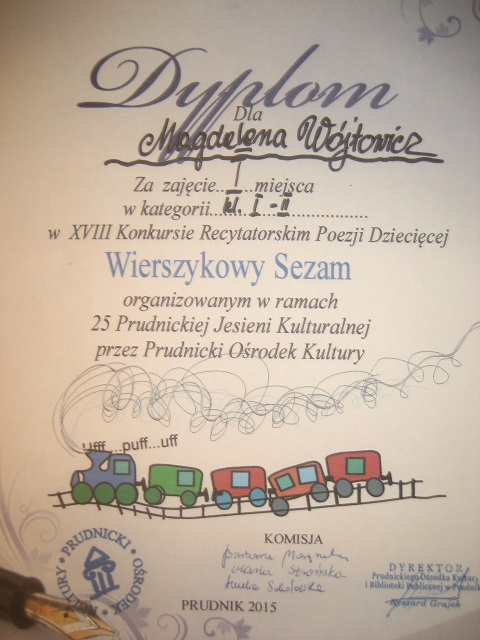 Dyplom
Dla
Magdalena Wójtowicz
Za zajęcie...I...miejsca
w kategorii...kl. I - II...............
w XVIII Konkursie Recytatorskim Poezji Dziecięcej
Wierszykowy Sezam
organizowanym w ramach
25 Prudnickiej Jesieni Kulturalnej
przez Prudnicki Ośrodek Kultury
Ufff....puff...uff
KOMISJA
PRUDNICKI OŚRODEK KULTURY
DYREKTOR
Prudnickiego Ośrodka Kultury
i Biblioteki Publicznej w Prudniku
Ryszard Grajek
PRUDNIK 2015